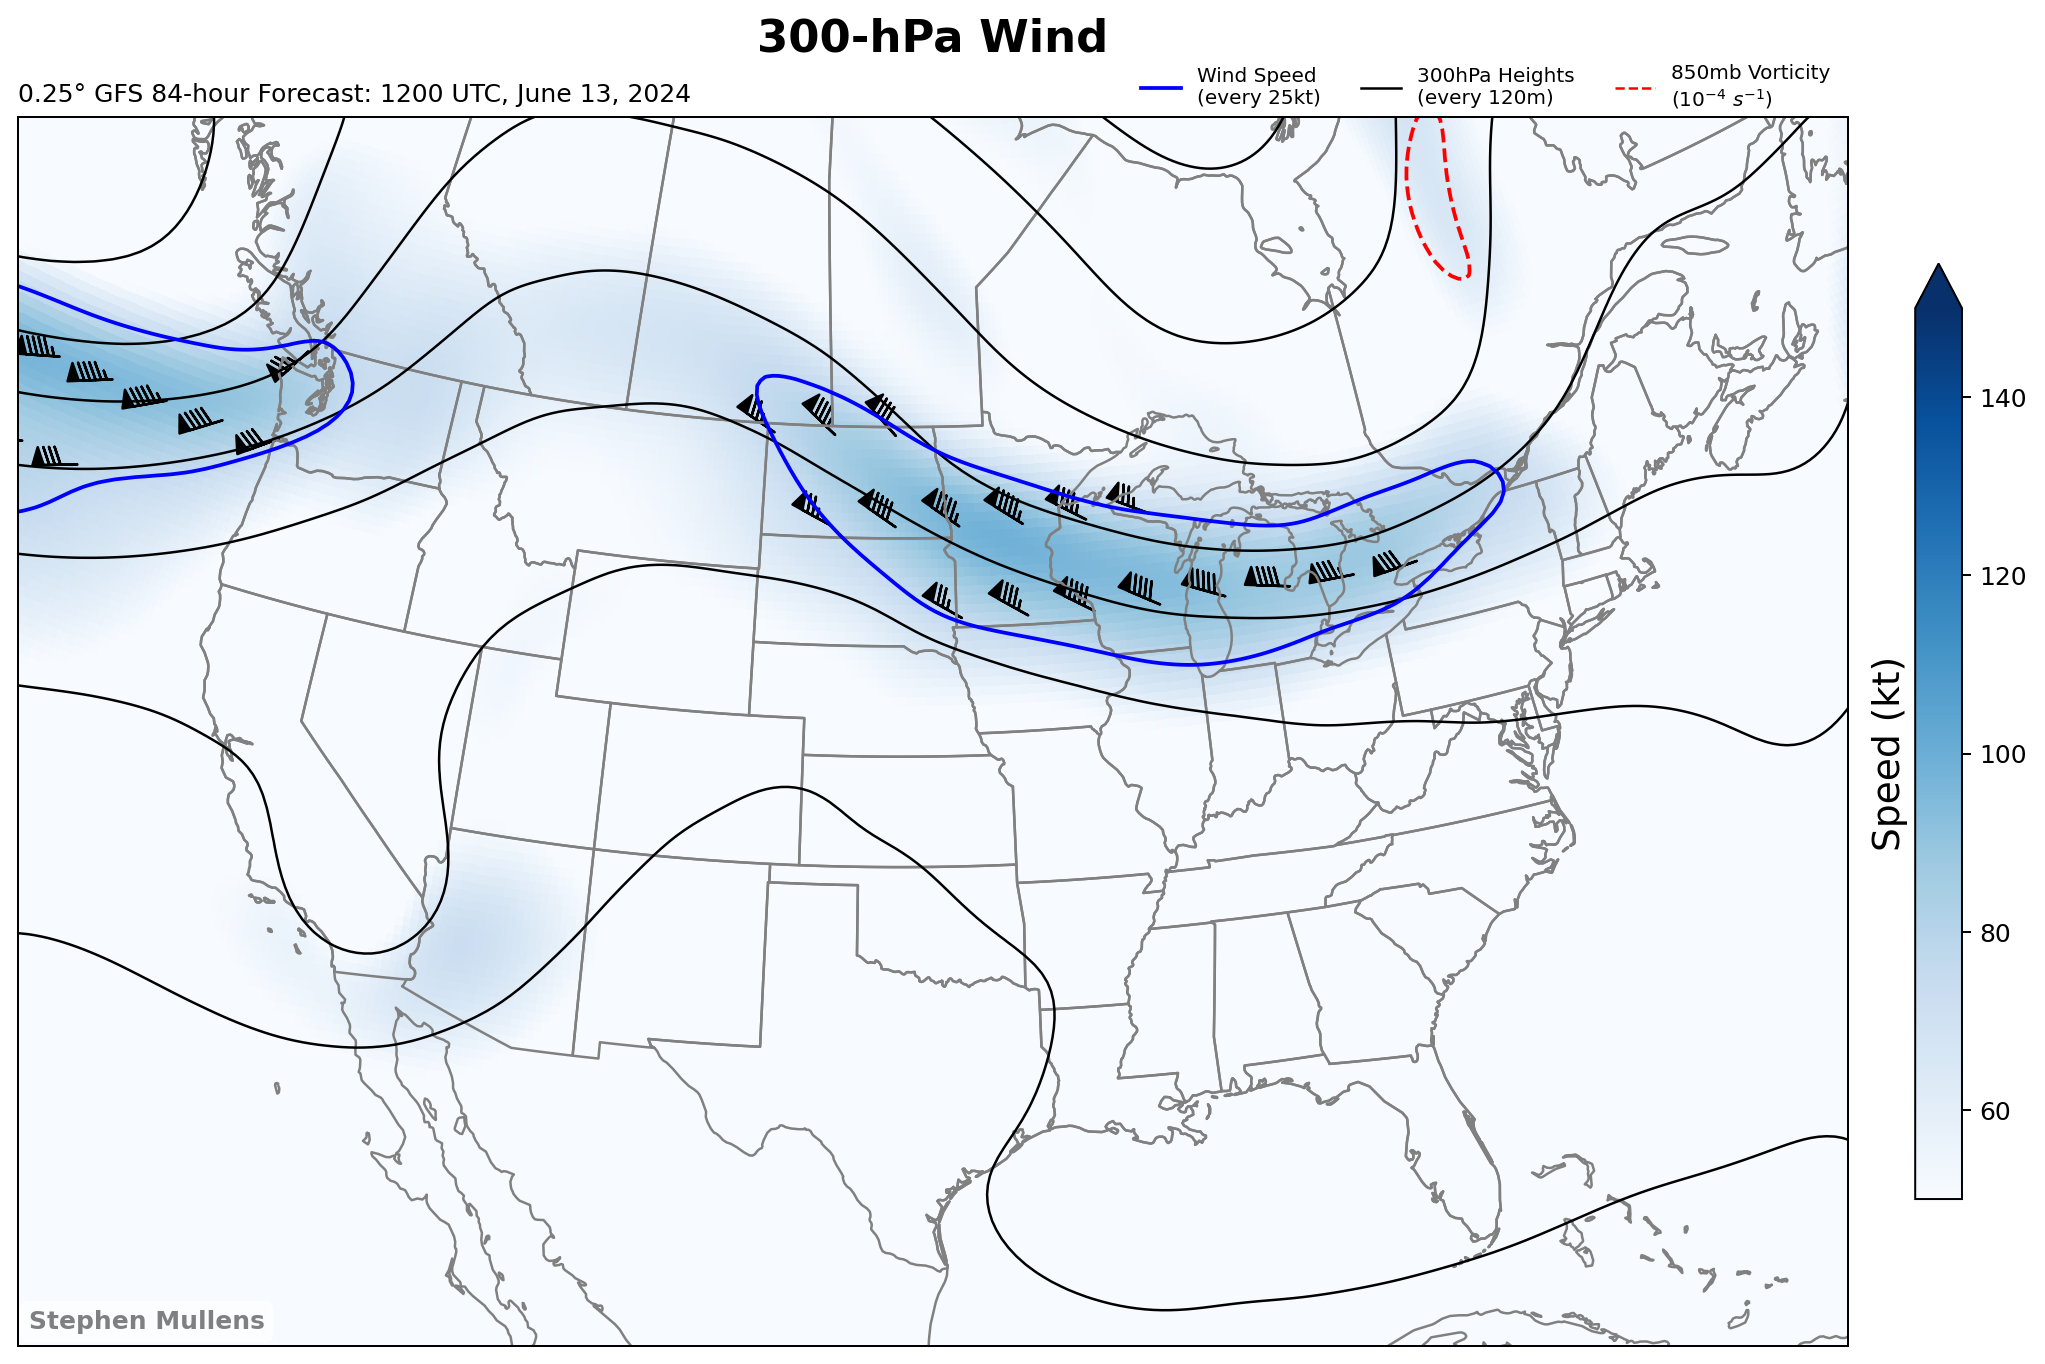 300-hPa Wind
0.25° GFS 84-hour Forecast: 1200 UTC, June 13, 2024
Wind Speed
(every 25kt)
300hPa Heights
(every 120m)
850mb Vorticity
(10⁻⁴ s⁻¹)
140
120
100
80
60
Speed (kt)
Stephen Mullens